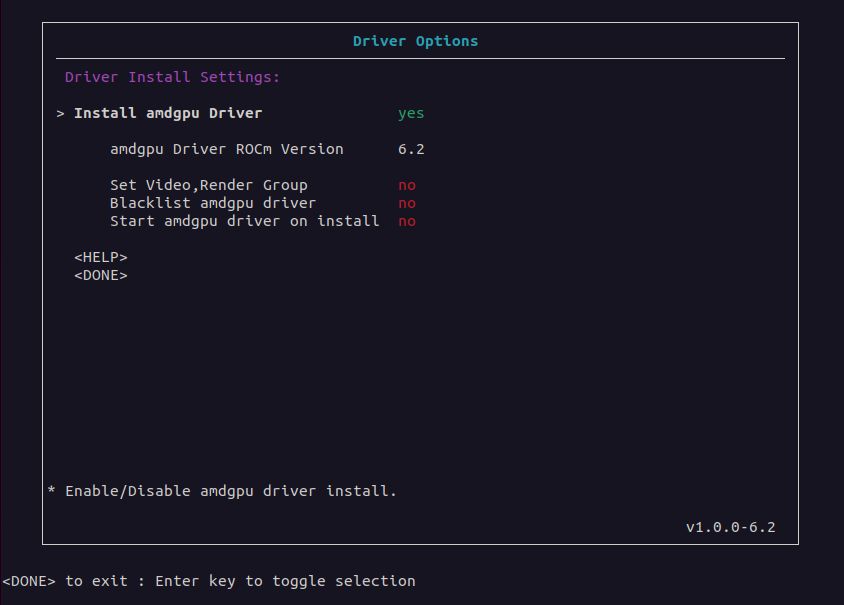 Driver Options
Driver Install Settings:
> Install amdgpu Driver yes
amdgpu Driver ROCm Version 6.2
Set Video,Render Group no
Blacklist amdgpu driver no
Start amdgpu driver on install no
<HELP>
<DONE>
* Enable/Disable amdgpu driver install.
v1.0.0-6.2
<DONE> to exit : Enter key to toggle selection